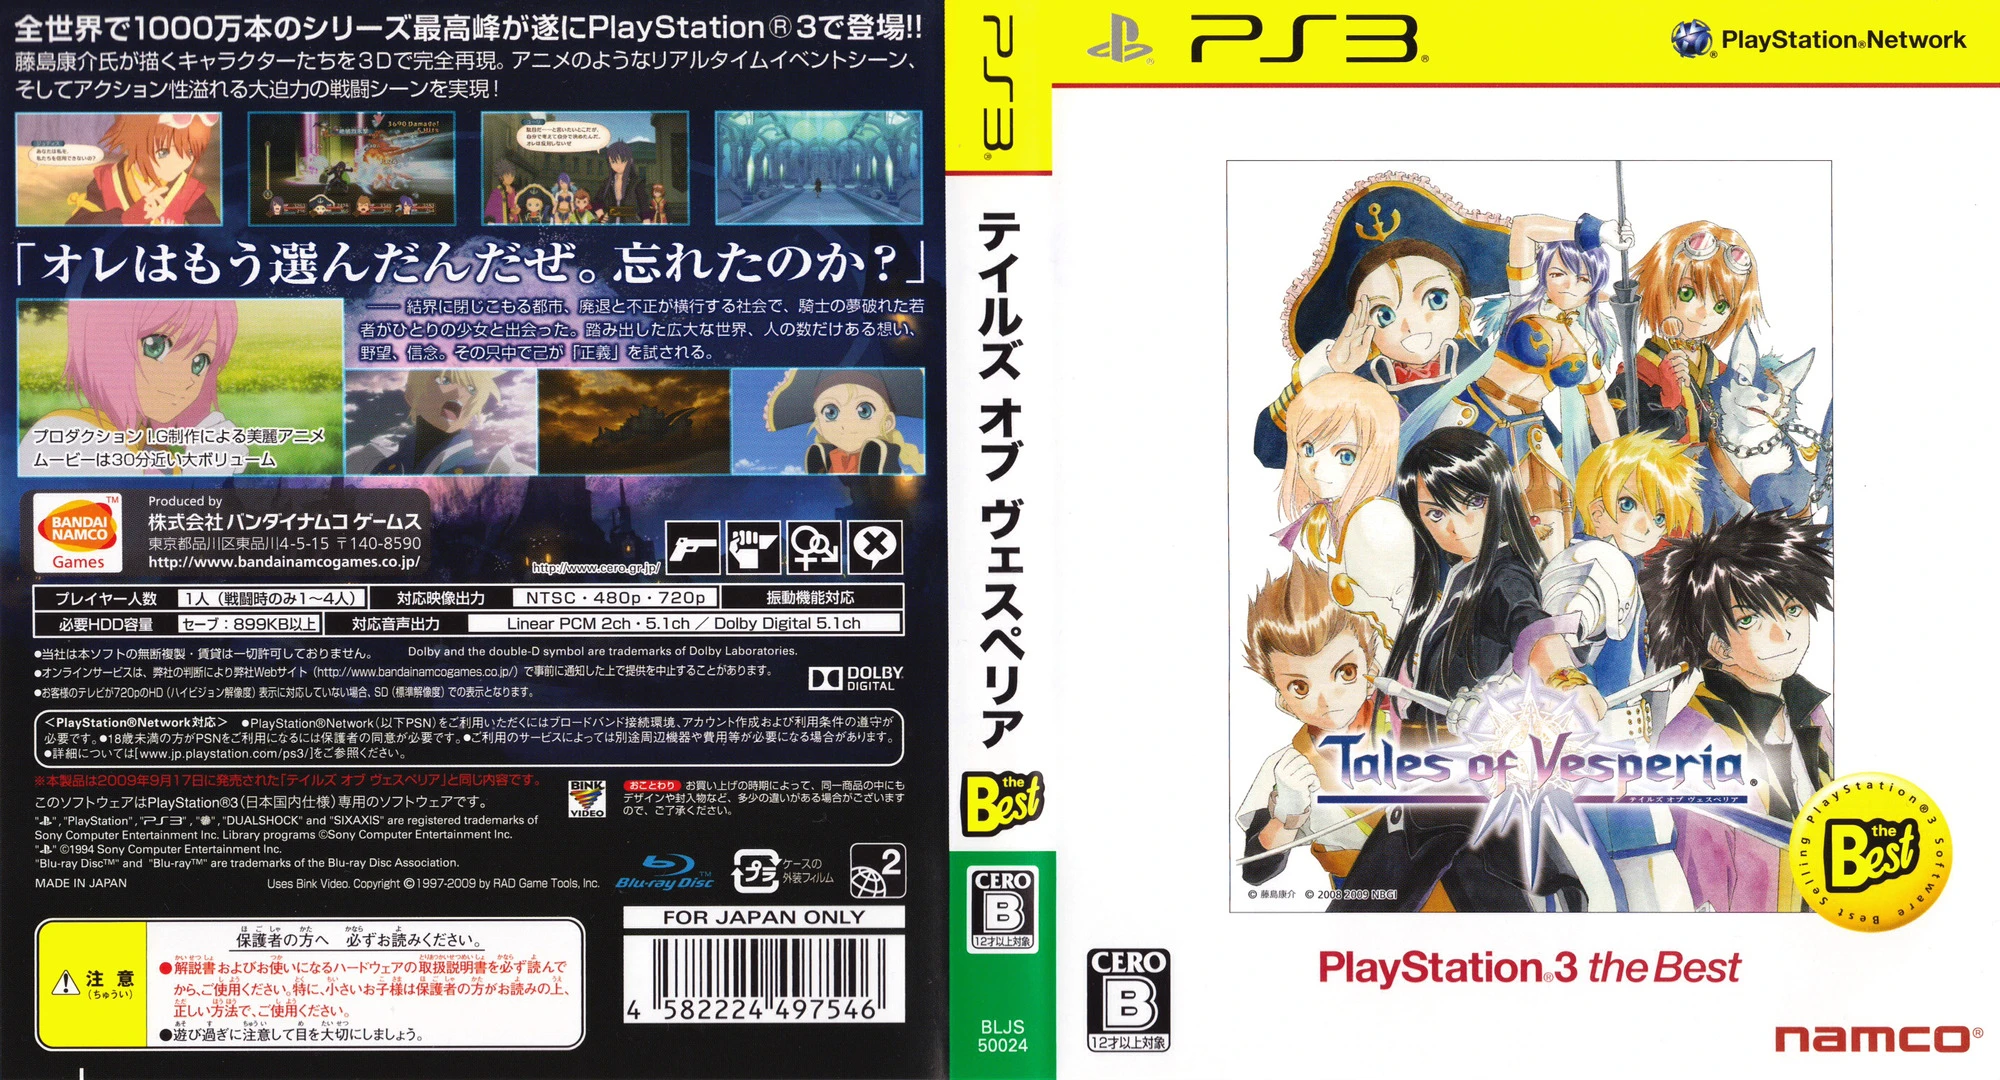 全世界で1000万本のシリーズ最高峰が遂にPlayStation®3で登場!!
藤島康介氏が描くキャラクターたちを3Dで完全再現。アニメのようなリアルタイムイベントシーン、
そしてアクション性溢れる大迫力の戦闘シーンを実現!
ジュディス
あなたは私を、
私たちを信用できないの?
3690 Damage!
ユーリ
「オレはもう選んだんだぜ。忘れたのか?」
―― 結界に閉じこもる都市、廃退と不正が横行する社会で、騎士の夢破れた若
者がひとりの少女と出会った。踏み出した広大な世界、人の数だけある想い、
野望、信念。その只中で己が「正義」を試される。
プロダクション I.G制作による美麗アニメ
ムービーは30分近い大ボリューム
BANDAI
NAMCO
Games
TM
Produced by
株式会社 バンダイナムコ ゲームス
東京都品川区東品川4-5-15 〒140-8590
http://www.bandainamcogames.co.jp/
http://www.cero.gr.jp/
プレイヤー人数 1人(戦闘時のみ1~4人) 対応映像出力 NTSC・480p・720p 振動機能対応
必要HDD容量 セーブ:899KB以上 対応音声出力 Linear PCM 2ch・5.1ch / Dolby Digital 5.1ch
●当社は本ソフトの無断複製・賃貸は一切許可しておりません。 Dolby and the double-D symbol are trademarks of Dolby Laboratories.
●オンラインサービスは、弊社の判断により弊社Webサイト(http://www.bandainamcogames.co.jp/)で事前に通知した上で提供を中止することがあります。
●お客様のテレビが720pのHD(ハイビジョン解像度)表示に対応していない場合、SD(標準解像度)での表示となります。
DOLBY
DIGITAL
<PlayStation®Network対応> ●PlayStation®Network(以下PSN)をご利用いただくにはブロードバンド接続環境、アカウント作成および利用条件の遵守が
必要です。●18歳未満の方がPSNをご利用になるには保護者の同意が必要です。●ご利用のサービスによっては別途周辺機器や費用等が必要になる場合があります。
●詳細については[www.jp.playstation.com/ps3/]をご参照ください。
※本製品は2009年9月17日に発売された「テイルズ オブ ヴェスペリア」と同じ内容です。
このソフトウェアはPlayStation®3(日本国内仕様)専用のソフトウェアです。
"PlayStation", "PS3", "DUALSHOCK" and "SIXAXIS" are registered trademarks of
Sony Computer Entertainment Inc. Library programs ©Sony Computer Entertainment Inc.
©1994 Sony Computer Entertainment Inc.
"Blu-ray Disc™" and "Blu-ray™" are trademarks of the Blu-ray Disc Association.
MADE IN JAPAN
Uses Bink Video. Copyright ©1997-2009 by RAD Game Tools, Inc.
BINK
VIDEO
おことわり お買い上げの時期によって、同一商品の中にも
デザインや封入物など、多少の違いがある場合がございます
ので、ご了承ください。
Blu-ray Disc™
プラ
ケースの
外装フィルム
2
注意
(ちゅうい)
保護者の方へ 必ずお読みください。
●解説書およびお使いになるハードウェアの取扱説明書を必ず読んで
から、ご使用ください。特に、小さいお子様は保護者の方がお読みの上、
正しい方法で、ご使用ください。
●遊び過ぎに注意して目を大切にしましょう。
FOR JAPAN ONLY
4 582224 497546
PS3®
テイルズ オブ ヴェスペリア
the
Best
CERO
B
12才以上対象
BLJS
50024
PS3®
PlayStation®Network
Tales of Vesperia®
テイルズ オブ ヴェスペリア
© 藤島康介 © 2008 2009 NBGI
PlayStation®3 Software Best Selling
the
Best
PlayStation®3 the Best
CERO
B
12才以上対象
namco®